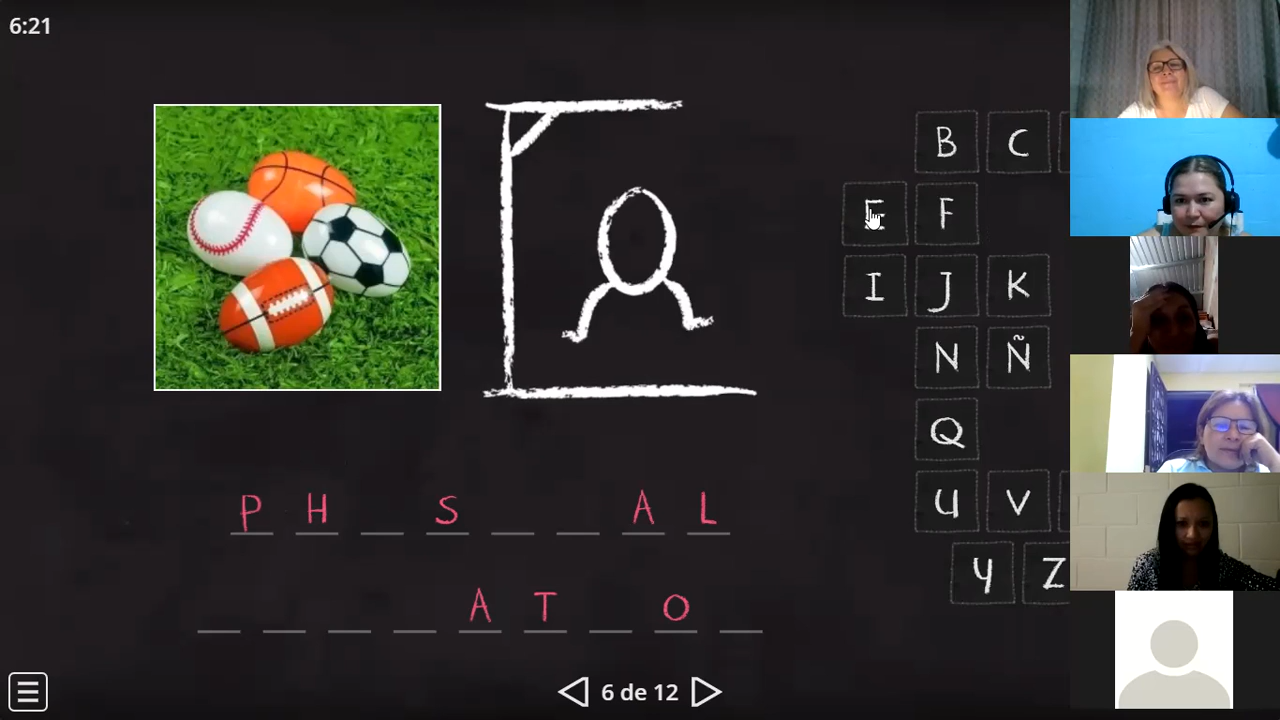 6:21
B C
E F
I J K
N Ñ
Q
U V
Y Z
P H _ S _ _ A L
_ _ _ _ A T _ O _
6 de 12